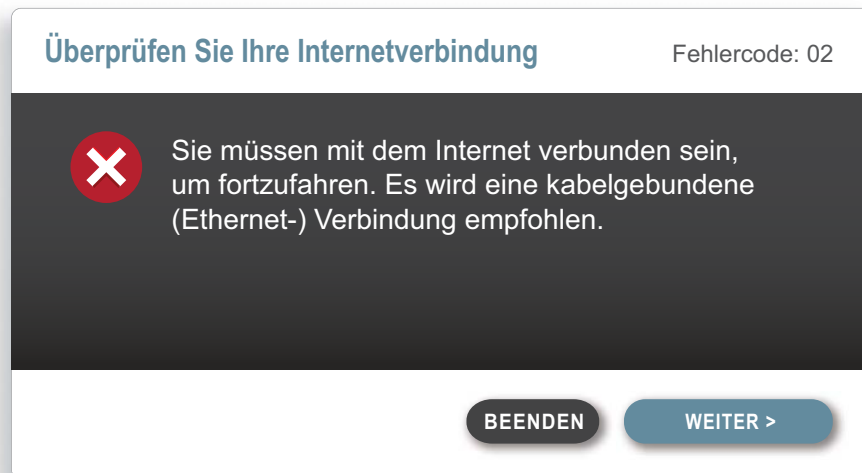 Überprüfen Sie Ihre Internetverbindung
Fehlercode: 02
Sie müssen mit dem Internet verbunden sein,
um fortzufahren. Es wird eine kabelgebundene
(Ethernet-) Verbindung empfohlen.
BEENDEN
WEITER >